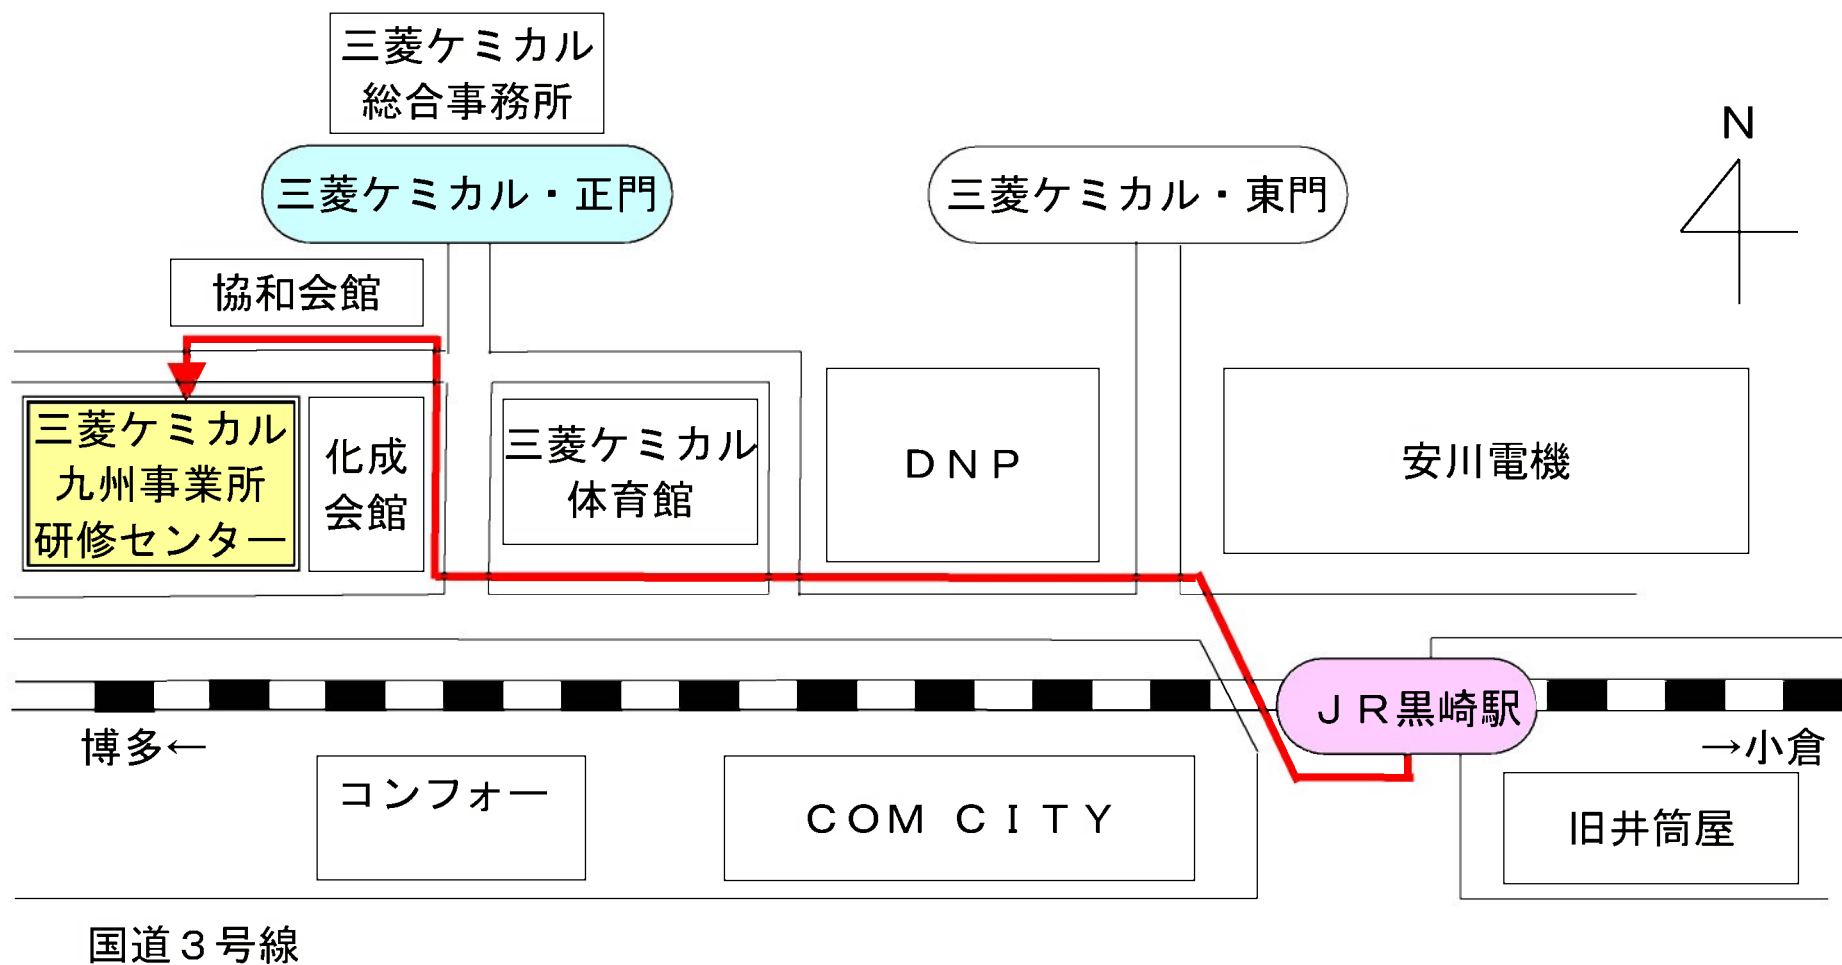 三菱ケミカル
総合事務所
N
三菱ケミカル・正門
三菱ケミカル・東門
協和会館
三菱ケミカル
九州事業所
研修センター
化成
会館
三菱ケミカル
体育館
ＤＮＰ
安川電機
ＪＲ黒崎駅
博多←
→小倉
コンフォー
ＣＯＭ ＣＩＴＹ
旧井筒屋
国道３号線